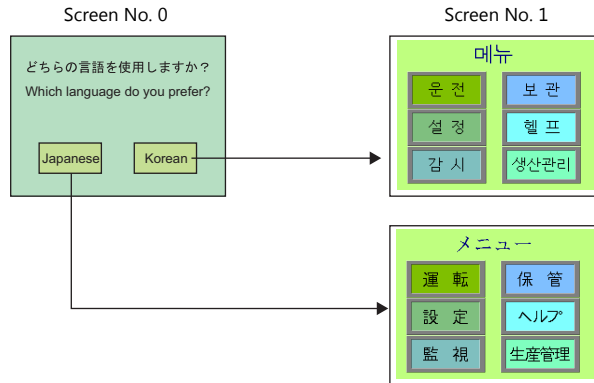 Screen No. 0
どちらの言語を使用しますか？
Which language do you prefer?
Japanese
Korean
Screen No. 1
메뉴
운 전
보 관
설 정
헬 프
감 시
생산관리
メニュー
運 転
保 管
設 定
ヘルプ
監 視
生産管理